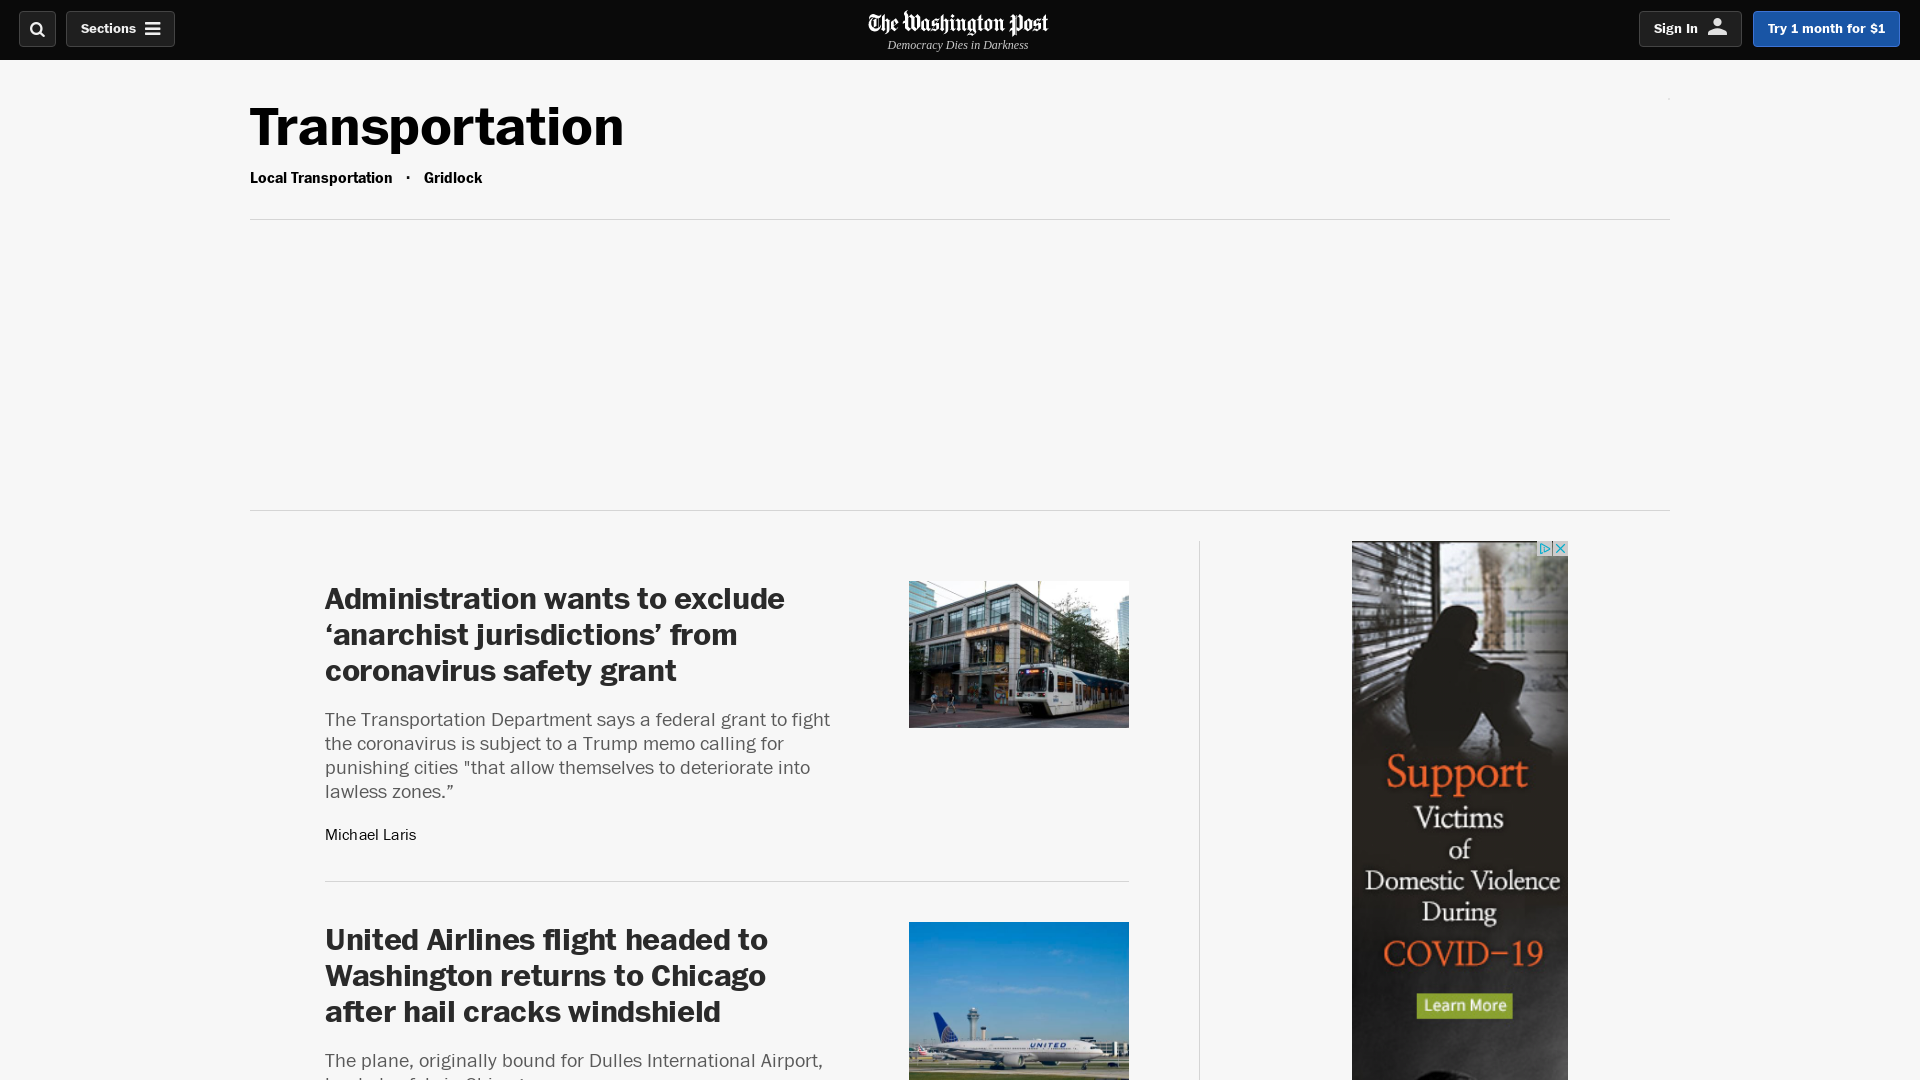 Sections
The Washington Post
Democracy Dies in Darkness
Sign In
Try 1 month for $1
Transportation
Local Transportation · Gridlock
Administration wants to exclude
‘anarchist jurisdictions’ from
coronavirus safety grant
The Transportation Department says a federal grant to fight
the coronavirus is subject to a Trump memo calling for
punishing cities "that allow themselves to deteriorate into
lawless zones.”
Michael Laris
United Airlines flight headed to
Washington returns to Chicago
after hail cracks windshield
The plane, originally bound for Dulles International Airport,
UNITED
Support
Victims
of
Domestic Violence
During
COVID-19
Learn More